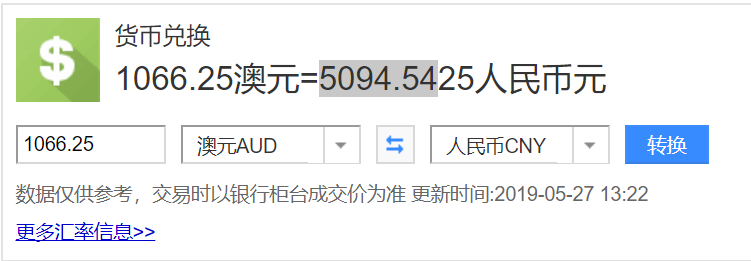 货币兑换
1066.25澳元=5094.5425人民币元
1066.25 澳元AUD 人民币CNY 转换
数据仅供参考，交易时以银行柜台成交价为准 更新时间:2019-05-27 13:22
更多汇率信息>>